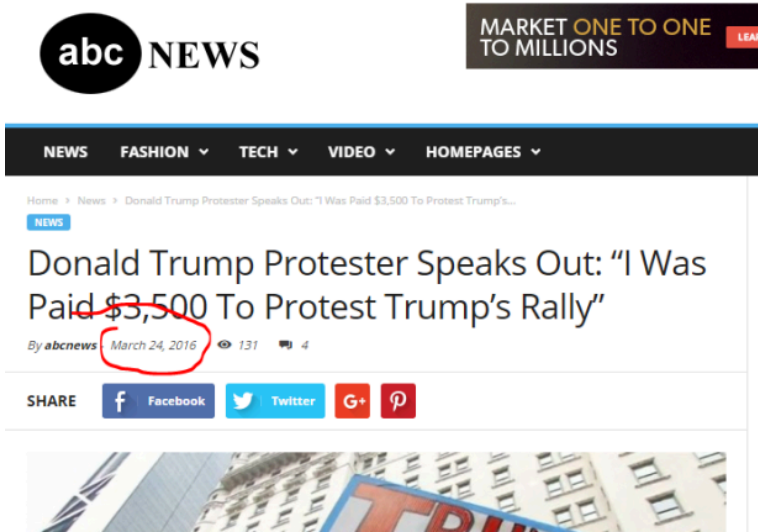 abc NEWS
MARKET ONE TO ONE
TO MILLIONS
NEWS FASHION TECH VIDEO HOMEPAGES
Home > News > Donald Trump Protester Speaks Out: "I Was Paid $3,500 To Protest Trump's...
NEWS
Donald Trump Protester Speaks Out: “I Was
Paid $3,500 To Protest Trump’s Rally”
By abcnews - March 24, 2016 131 4
SHARE f Facebook Twitter G+